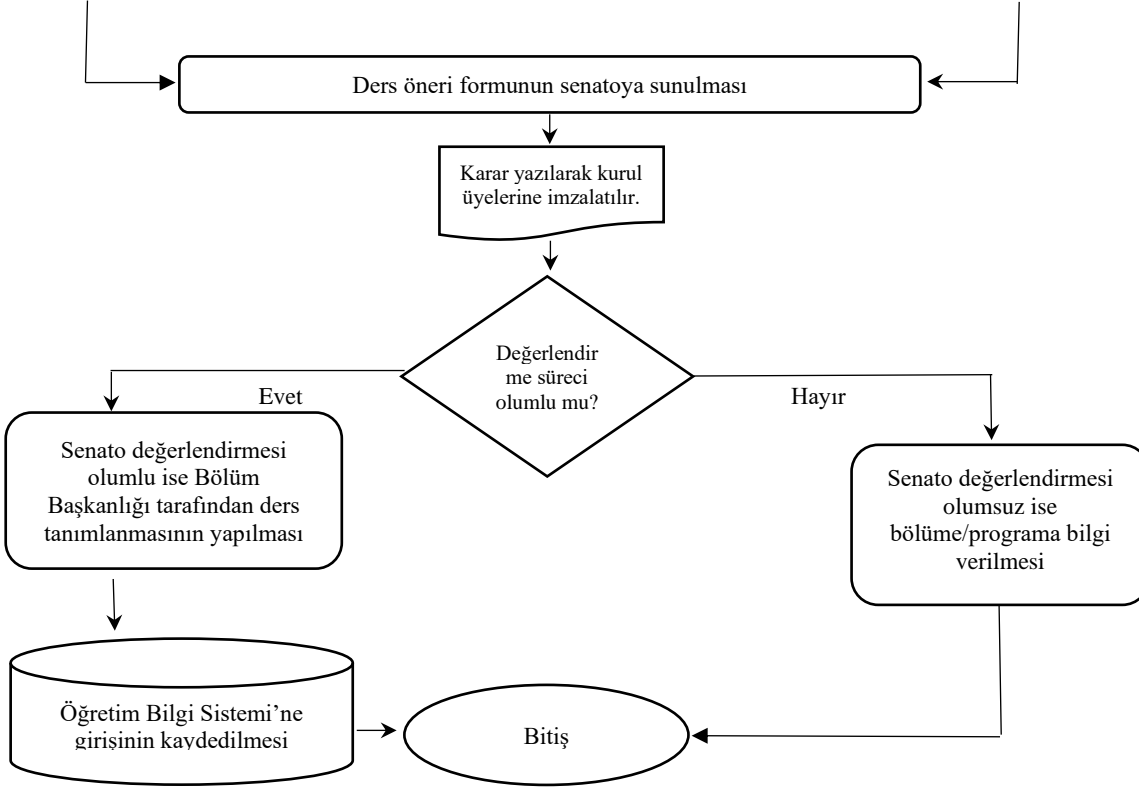 Ders öneri formunun senatoya sunulması
Karar yazılarak kurul
üyelerine imzalatılır.
Değerlendir
me süreci
olumlu mu?
Evet
Hayır
Senato değerlendirmesi
olumlu ise Bölüm
Başkanlığı tarafından ders
tanımlanmasının yapılması
Senato değerlendirmesi
olumsuz ise
bölüme/programa bilgi
verilmesi
Öğretim Bilgi Sistemi’ne
girişinin kaydedilmesi
Bitiş